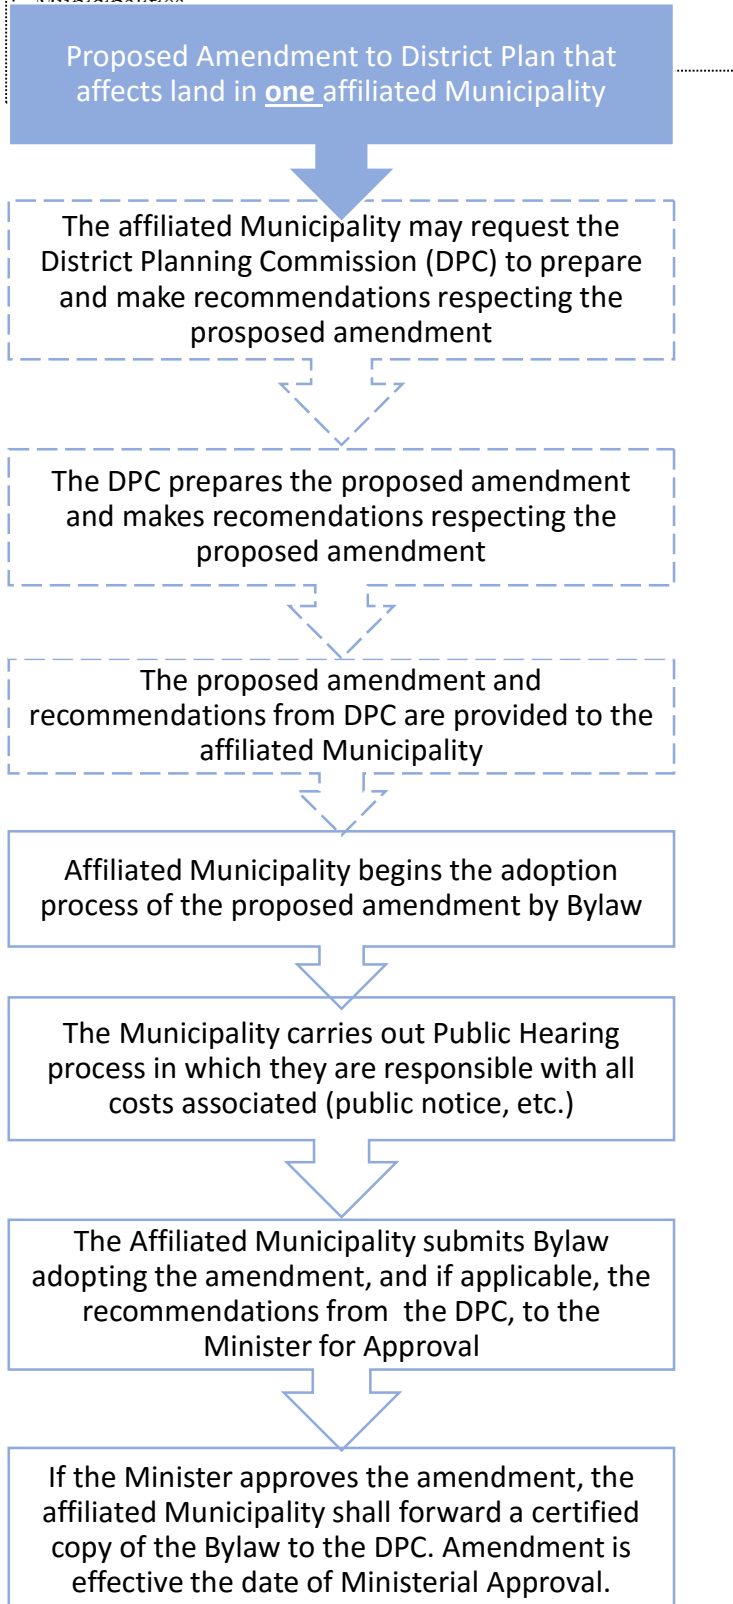 Proposed Amendment to District Plan that
affects land in one affiliated Municipality
The affiliated Municipality may request the
District Planning Commission (DPC) to prepare
and make recommendations respecting the
prosposed amendment
The DPC prepares the proposed amendment
and makes recomendations respecting the
proposed amendment
The proposed amendment and
recommendations from DPC are provided to the
affiliated Municipality
Affiliated Municipality begins the adoption
process of the proposed amendment by Bylaw
The Municipality carries out Public Hearing
process in which they are responsible with all
costs associated (public notice, etc.)
The Affiliated Municipality submits Bylaw
adopting the amendment, and if applicable, the
recommendations from the DPC, to the
Minister for Approval
If the Minister approves the amendment, the
affiliated Municipality shall forward a certified
copy of the Bylaw to the DPC. Amendment is
effective the date of Ministerial Approval.